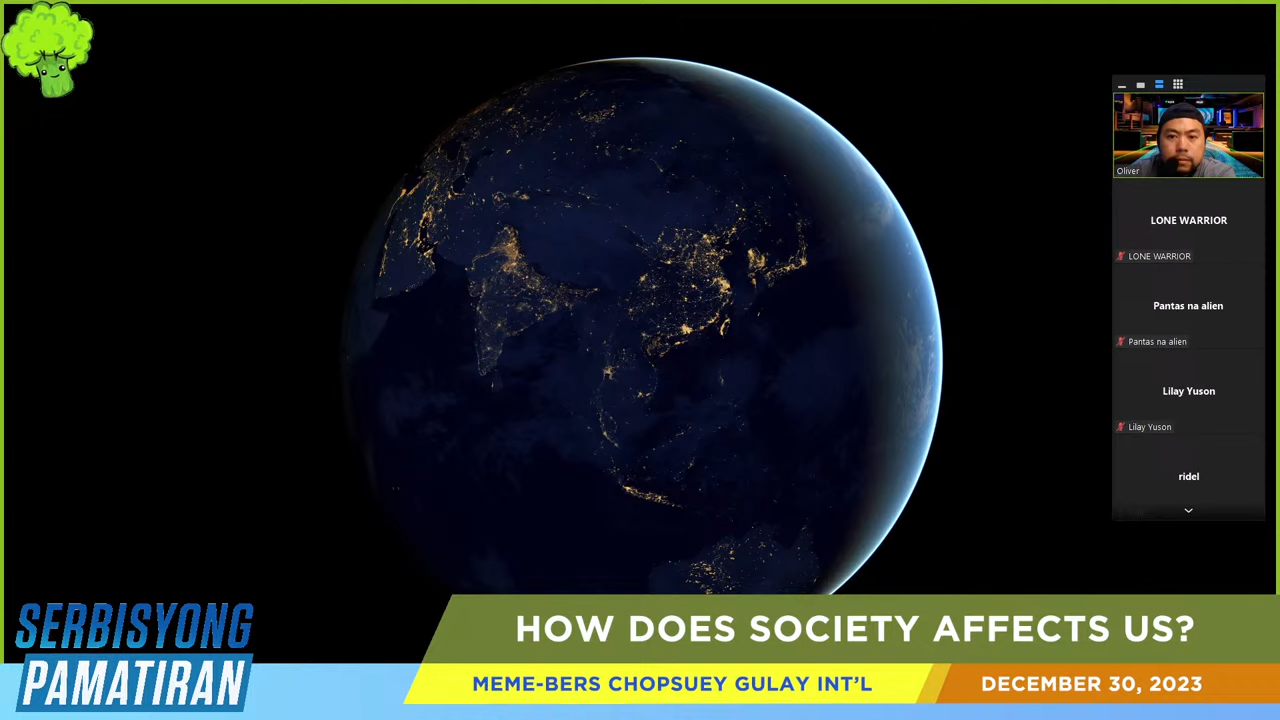 Oliver
LONE WARRIOR
LONE WARRIOR
Pantas na alien
Pantas na alien
Lilay Yuson
Lilay Yuson
ridel
SERBISYONG
PAMATIRAN
HOW DOES SOCIETY AFFECTS US?
MEME-BERS CHOPSUEY GULAY INT'L
DECEMBER 30, 2023